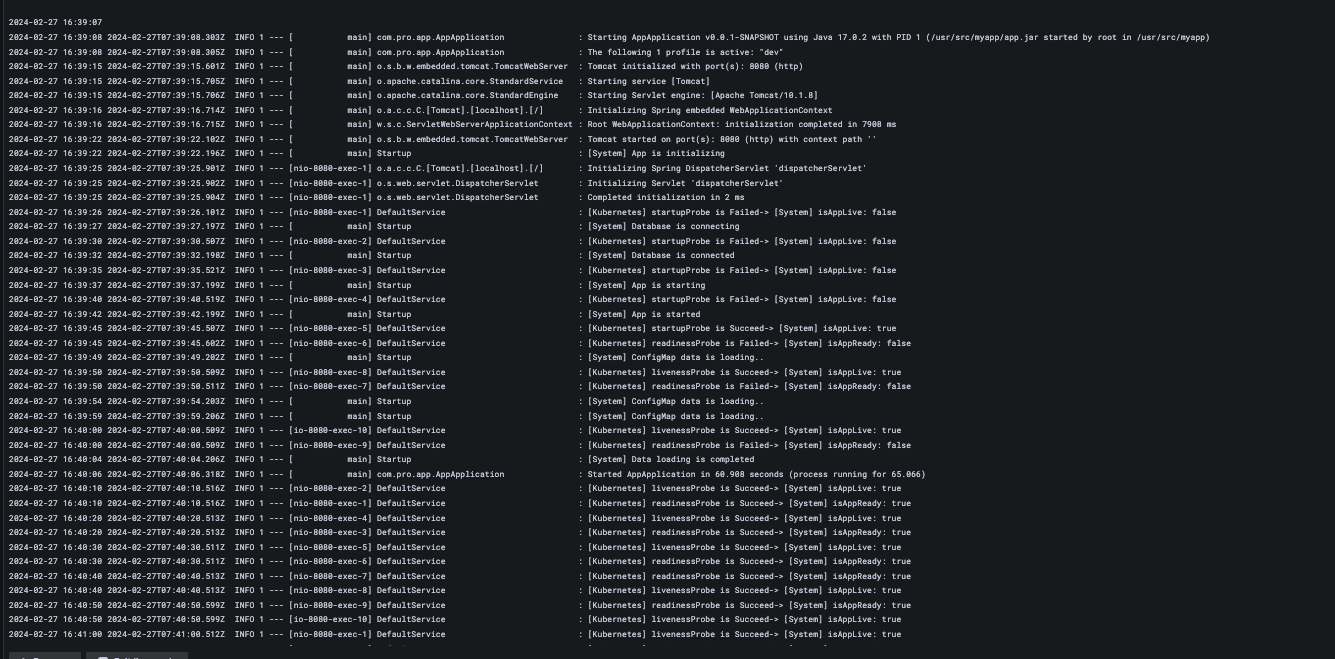 2024-02-27 16:39:07
2024-02-27 16:39:08 2024-02-27T07:39:08.303Z INFO 1 --- [ main] com.pro.app.AppApplication : Starting AppApplication v0.0.1-SNAPSHOT using Java 17.0.2 with PID 1 (/usr/src/myapp/app.jar started by root in /usr/src/myapp)
2024-02-27 16:39:08 2024-02-27T07:39:08.305Z INFO 1 --- [ main] com.pro.app.AppApplication : The following 1 profile is active: "dev"
2024-02-27 16:39:15 2024-02-27T07:39:15.601Z INFO 1 --- [ main] o.s.b.w.embedded.tomcat.TomcatWebServer : Tomcat initialized with port(s): 8080 (http)
2024-02-27 16:39:15 2024-02-27T07:39:15.705Z INFO 1 --- [ main] o.apache.catalina.core.StandardService : Starting service [Tomcat]
2024-02-27 16:39:15 2024-02-27T07:39:15.706Z INFO 1 --- [ main] o.apache.catalina.core.StandardEngine : Starting Servlet engine: [Apache Tomcat/10.1.8]
2024-02-27 16:39:16 2024-02-27T07:39:16.714Z INFO 1 --- [ main] o.a.c.c.C.[Tomcat].[localhost].[/] : Initializing Spring embedded WebApplicationContext
2024-02-27 16:39:16 2024-02-27T07:39:16.715Z INFO 1 --- [ main] w.s.c.ServletWebServerApplicationContext : Root WebApplicationContext: initialization completed in 7908 ms
2024-02-27 16:39:22 2024-02-27T07:39:22.102Z INFO 1 --- [ main] o.s.b.w.embedded.tomcat.TomcatWebServer : Tomcat started on port(s): 8080 (http) with context path ''
2024-02-27 16:39:22 2024-02-27T07:39:22.196Z INFO 1 --- [ main] Startup : [System] App is initializing
2024-02-27 16:39:25 2024-02-27T07:39:25.901Z INFO 1 --- [nio-8080-exec-1] o.a.c.c.C.[Tomcat].[localhost].[/] : Initializing Spring DispatcherServlet 'dispatcherServlet'
2024-02-27 16:39:25 2024-02-27T07:39:25.902Z INFO 1 --- [nio-8080-exec-1] o.s.web.servlet.DispatcherServlet : Initializing Servlet 'dispatcherServlet'
2024-02-27 16:39:25 2024-02-27T07:39:25.904Z INFO 1 --- [nio-8080-exec-1] o.s.web.servlet.DispatcherServlet : Completed initialization in 2 ms
2024-02-27 16:39:26 2024-02-27T07:39:26.101Z INFO 1 --- [nio-8080-exec-1] DefaultService : [Kubernetes] startupProbe is Failed-> [System] isAppLive: false
2024-02-27 16:39:27 2024-02-27T07:39:27.197Z INFO 1 --- [ main] Startup : [System] Database is connecting
2024-02-27 16:39:30 2024-02-27T07:39:30.507Z INFO 1 --- [nio-8080-exec-2] DefaultService : [Kubernetes] startupProbe is Failed-> [System] isAppLive: false
2024-02-27 16:39:32 2024-02-27T07:39:32.198Z INFO 1 --- [ main] Startup : [System] Database is connected
2024-02-27 16:39:35 2024-02-27T07:39:35.521Z INFO 1 --- [nio-8080-exec-3] DefaultService : [Kubernetes] startupProbe is Failed-> [System] isAppLive: false
2024-02-27 16:39:37 2024-02-27T07:39:37.199Z INFO 1 --- [ main] Startup : [System] App is starting
2024-02-27 16:39:40 2024-02-27T07:39:40.519Z INFO 1 --- [nio-8080-exec-4] DefaultService : [Kubernetes] startupProbe is Failed-> [System] isAppLive: false
2024-02-27 16:39:42 2024-02-27T07:39:42.199Z INFO 1 --- [ main] Startup : [System] App is started
2024-02-27 16:39:45 2024-02-27T07:39:45.507Z INFO 1 --- [nio-8080-exec-5] DefaultService : [Kubernetes] startupProbe is Succeed-> [System] isAppLive: true
2024-02-27 16:39:45 2024-02-27T07:39:45.602Z INFO 1 --- [nio-8080-exec-6] DefaultService : [Kubernetes] readinessProbe is Failed-> [System] isAppReady: false
2024-02-27 16:39:49 2024-02-27T07:39:49.202Z INFO 1 --- [ main] Startup : [System] ConfigMap data is loading..
2024-02-27 16:39:50 2024-02-27T07:39:50.509Z INFO 1 --- [nio-8080-exec-8] DefaultService : [Kubernetes] livenessProbe is Succeed-> [System] isAppLive: true
2024-02-27 16:39:50 2024-02-27T07:39:50.511Z INFO 1 --- [nio-8080-exec-7] DefaultService : [Kubernetes] readinessProbe is Failed-> [System] isAppReady: false
2024-02-27 16:39:54 2024-02-27T07:39:54.203Z INFO 1 --- [ main] Startup : [System] ConfigMap data is loading..
2024-02-27 16:39:59 2024-02-27T07:39:59.206Z INFO 1 --- [ main] Startup : [System] ConfigMap data is loading..
2024-02-27 16:40:00 2024-02-27T07:40:00.509Z INFO 1 --- [io-8080-exec-10] DefaultService : [Kubernetes] livenessProbe is Succeed-> [System] isAppLive: true
2024-02-27 16:40:00 2024-02-27T07:40:00.509Z INFO 1 --- [nio-8080-exec-9] DefaultService : [Kubernetes] readinessProbe is Failed-> [System] isAppReady: false
2024-02-27 16:40:04 2024-02-27T07:40:04.206Z INFO 1 --- [ main] Startup : [System] Data loading is completed
2024-02-27 16:40:06 2024-02-27T07:40:06.318Z INFO 1 --- [ main] com.pro.app.AppApplication : Started AppApplication in 60.908 seconds (process running for 65.066)
2024-02-27 16:40:10 2024-02-27T07:40:10.516Z INFO 1 --- [nio-8080-exec-2] DefaultService : [Kubernetes] livenessProbe is Succeed-> [System] isAppLive: true
2024-02-27 16:40:10 2024-02-27T07:40:10.516Z INFO 1 --- [nio-8080-exec-1] DefaultService : [Kubernetes] readinessProbe is Succeed-> [System] isAppReady: true
2024-02-27 16:40:20 2024-02-27T07:40:20.513Z INFO 1 --- [nio-8080-exec-4] DefaultService : [Kubernetes] livenessProbe is Succeed-> [System] isAppLive: true
2024-02-27 16:40:20 2024-02-27T07:40:20.513Z INFO 1 --- [nio-8080-exec-3] DefaultService : [Kubernetes] readinessProbe is Succeed-> [System] isAppReady: true
2024-02-27 16:40:30 2024-02-27T07:40:30.511Z INFO 1 --- [nio-8080-exec-5] DefaultService : [Kubernetes] livenessProbe is Succeed-> [System] isAppLive: true
2024-02-27 16:40:30 2024-02-27T07:40:30.511Z INFO 1 --- [nio-8080-exec-6] DefaultService : [Kubernetes] readinessProbe is Succeed-> [System] isAppReady: true
2024-02-27 16:40:40 2024-02-27T07:40:40.513Z INFO 1 --- [nio-8080-exec-7] DefaultService : [Kubernetes] readinessProbe is Succeed-> [System] isAppReady: true
2024-02-27 16:40:40 2024-02-27T07:40:40.513Z INFO 1 --- [nio-8080-exec-8] DefaultService : [Kubernetes] livenessProbe is Succeed-> [System] isAppLive: true
2024-02-27 16:40:50 2024-02-27T07:40:50.599Z INFO 1 --- [nio-8080-exec-9] DefaultService : [Kubernetes] readinessProbe is Succeed-> [System] isAppReady: true
2024-02-27 16:40:50 2024-02-27T07:40:50.599Z INFO 1 --- [io-8080-exec-10] DefaultService : [Kubernetes] livenessProbe is Succeed-> [System] isAppLive: true
2024-02-27 16:41:00 2024-02-27T07:41:00.512Z INFO 1 --- [nio-8080-exec-1] DefaultService : [Kubernetes] livenessProbe is Succeed-> [System] isAppLive: true